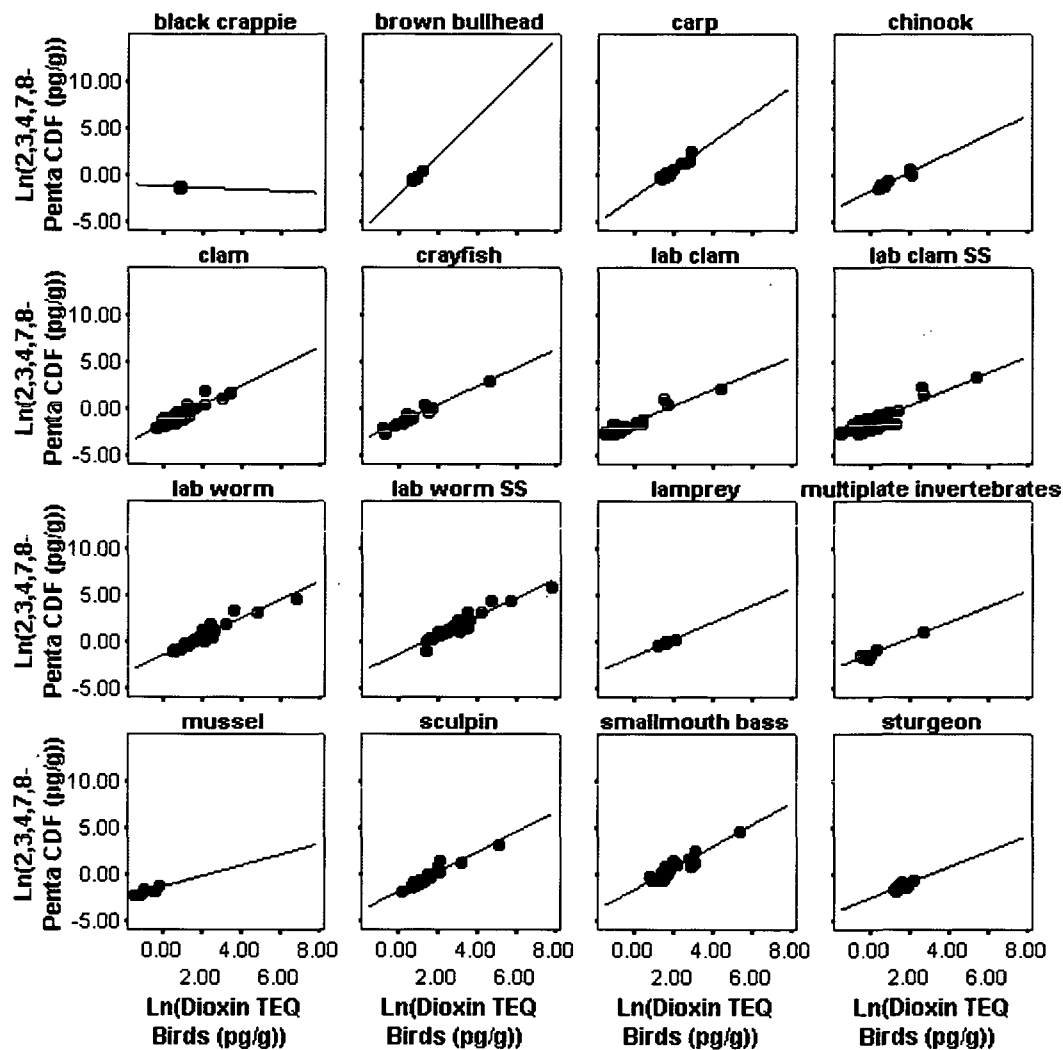 black crappie
brown bullhead
carp
chinook
Ln(2,3,4,7,8-
Penta CDF (pg/g))
10.00
5.00
0.00
-5.00
clam
crayfish
lab clam
lab clam SS
Ln(2,3,4,7,8-
Penta CDF (pg/g))
10.00
5.00
0.00
-5.00
lab worm
lab worm SS
lamprey
multiplate invertebrates
Ln(2,3,4,7,8-
Penta CDF (pg/g))
10.00
5.00
0.00
-5.00
mussel
sculpin
smallmouth bass
sturgeon
Ln(2,3,4,7,8-
Penta CDF (pg/g))
10.00
5.00
0.00
-5.00
0.00 4.00 8.00 0.00 4.00 8.00 0.00 4.00 8.00 0.00 4.00 8.00
2.00 6.00 2.00 6.00 2.00 6.00 2.00 6.00
Ln(Dioxin TEQ Ln(Dioxin TEQ Ln(Dioxin TEQ Ln(Dioxin TEQ
Birds (pg/g)) Birds (pg/g)) Birds (pg/g)) Birds (pg/g))